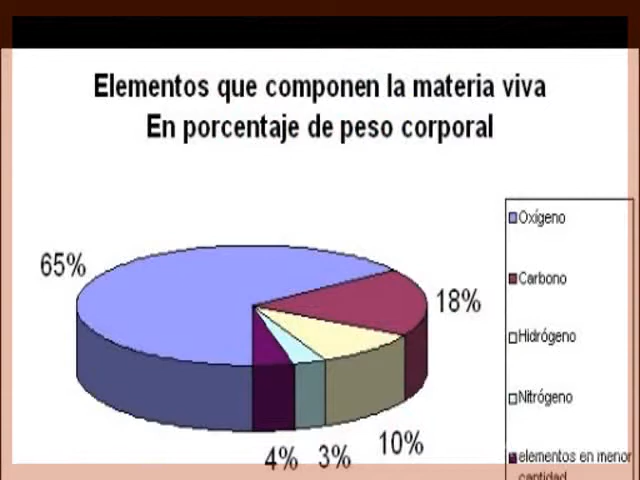 Elementos que componen la materia viva
En porcentaje de peso corporal
65%
18%
10%
3%
4%
Oxígeno
Carbono
Hidrógeno
Nitrógeno
elementos en menor
cantidad